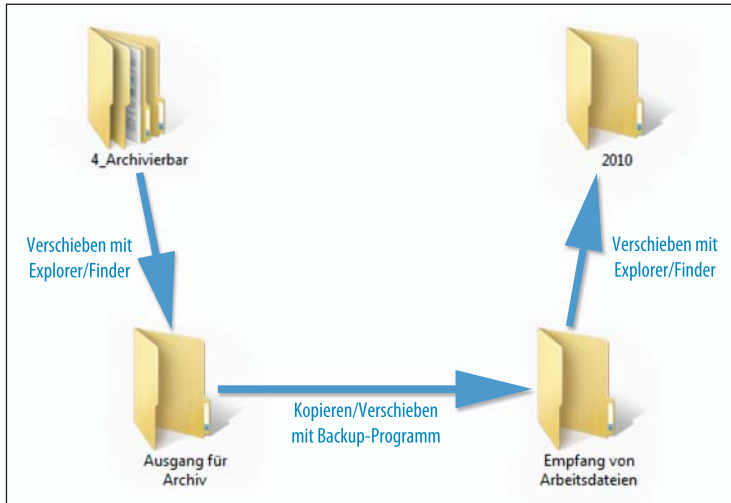 4_Archivierbar
2010
Verschieben mit
Explorer/Finder
Verschieben mit
Explorer/Finder
Kopieren/Verschieben
mit Backup-Programm
Ausgang für
Archiv
Empfang von
Arbeitsdateien